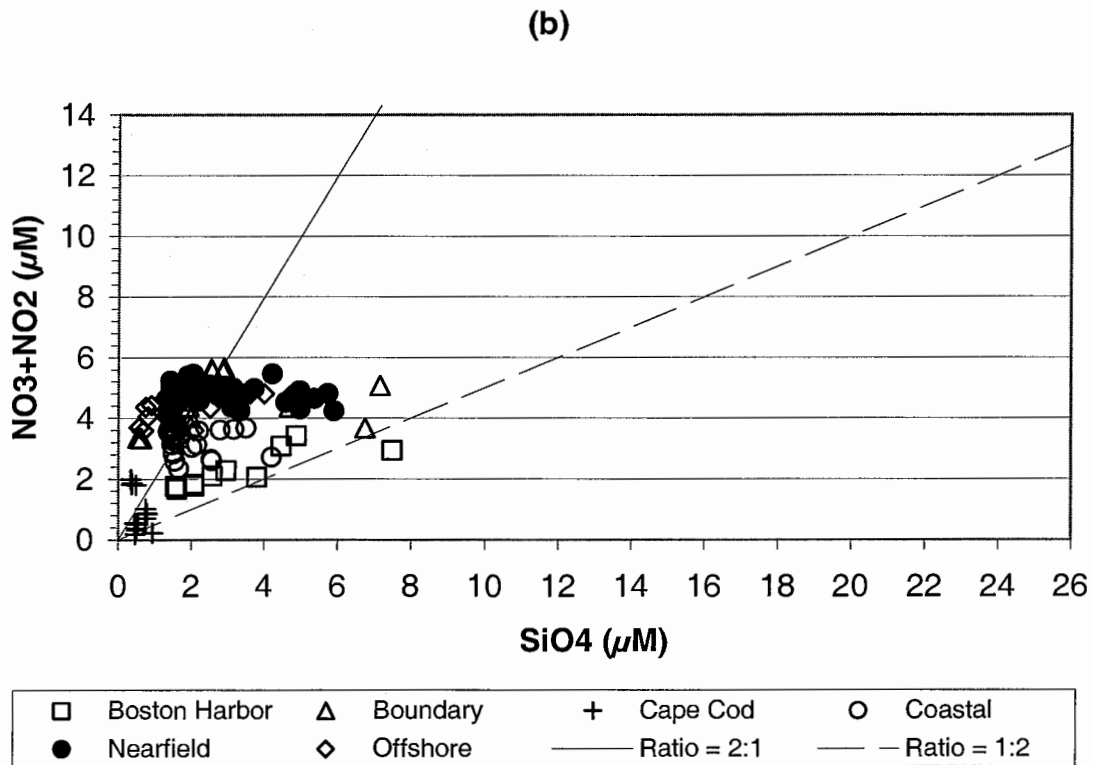 (b)
NO3+NO2 (µM)
14
12
10
8
6
4
2
0
0 2 4 6 8 10 12 14 16 18 20 22 24 26
SiO4 (µM)
Boston Harbor Boundary Cape Cod Coastal
Nearfield Offshore Ratio = 2:1 Ratio = 1:2